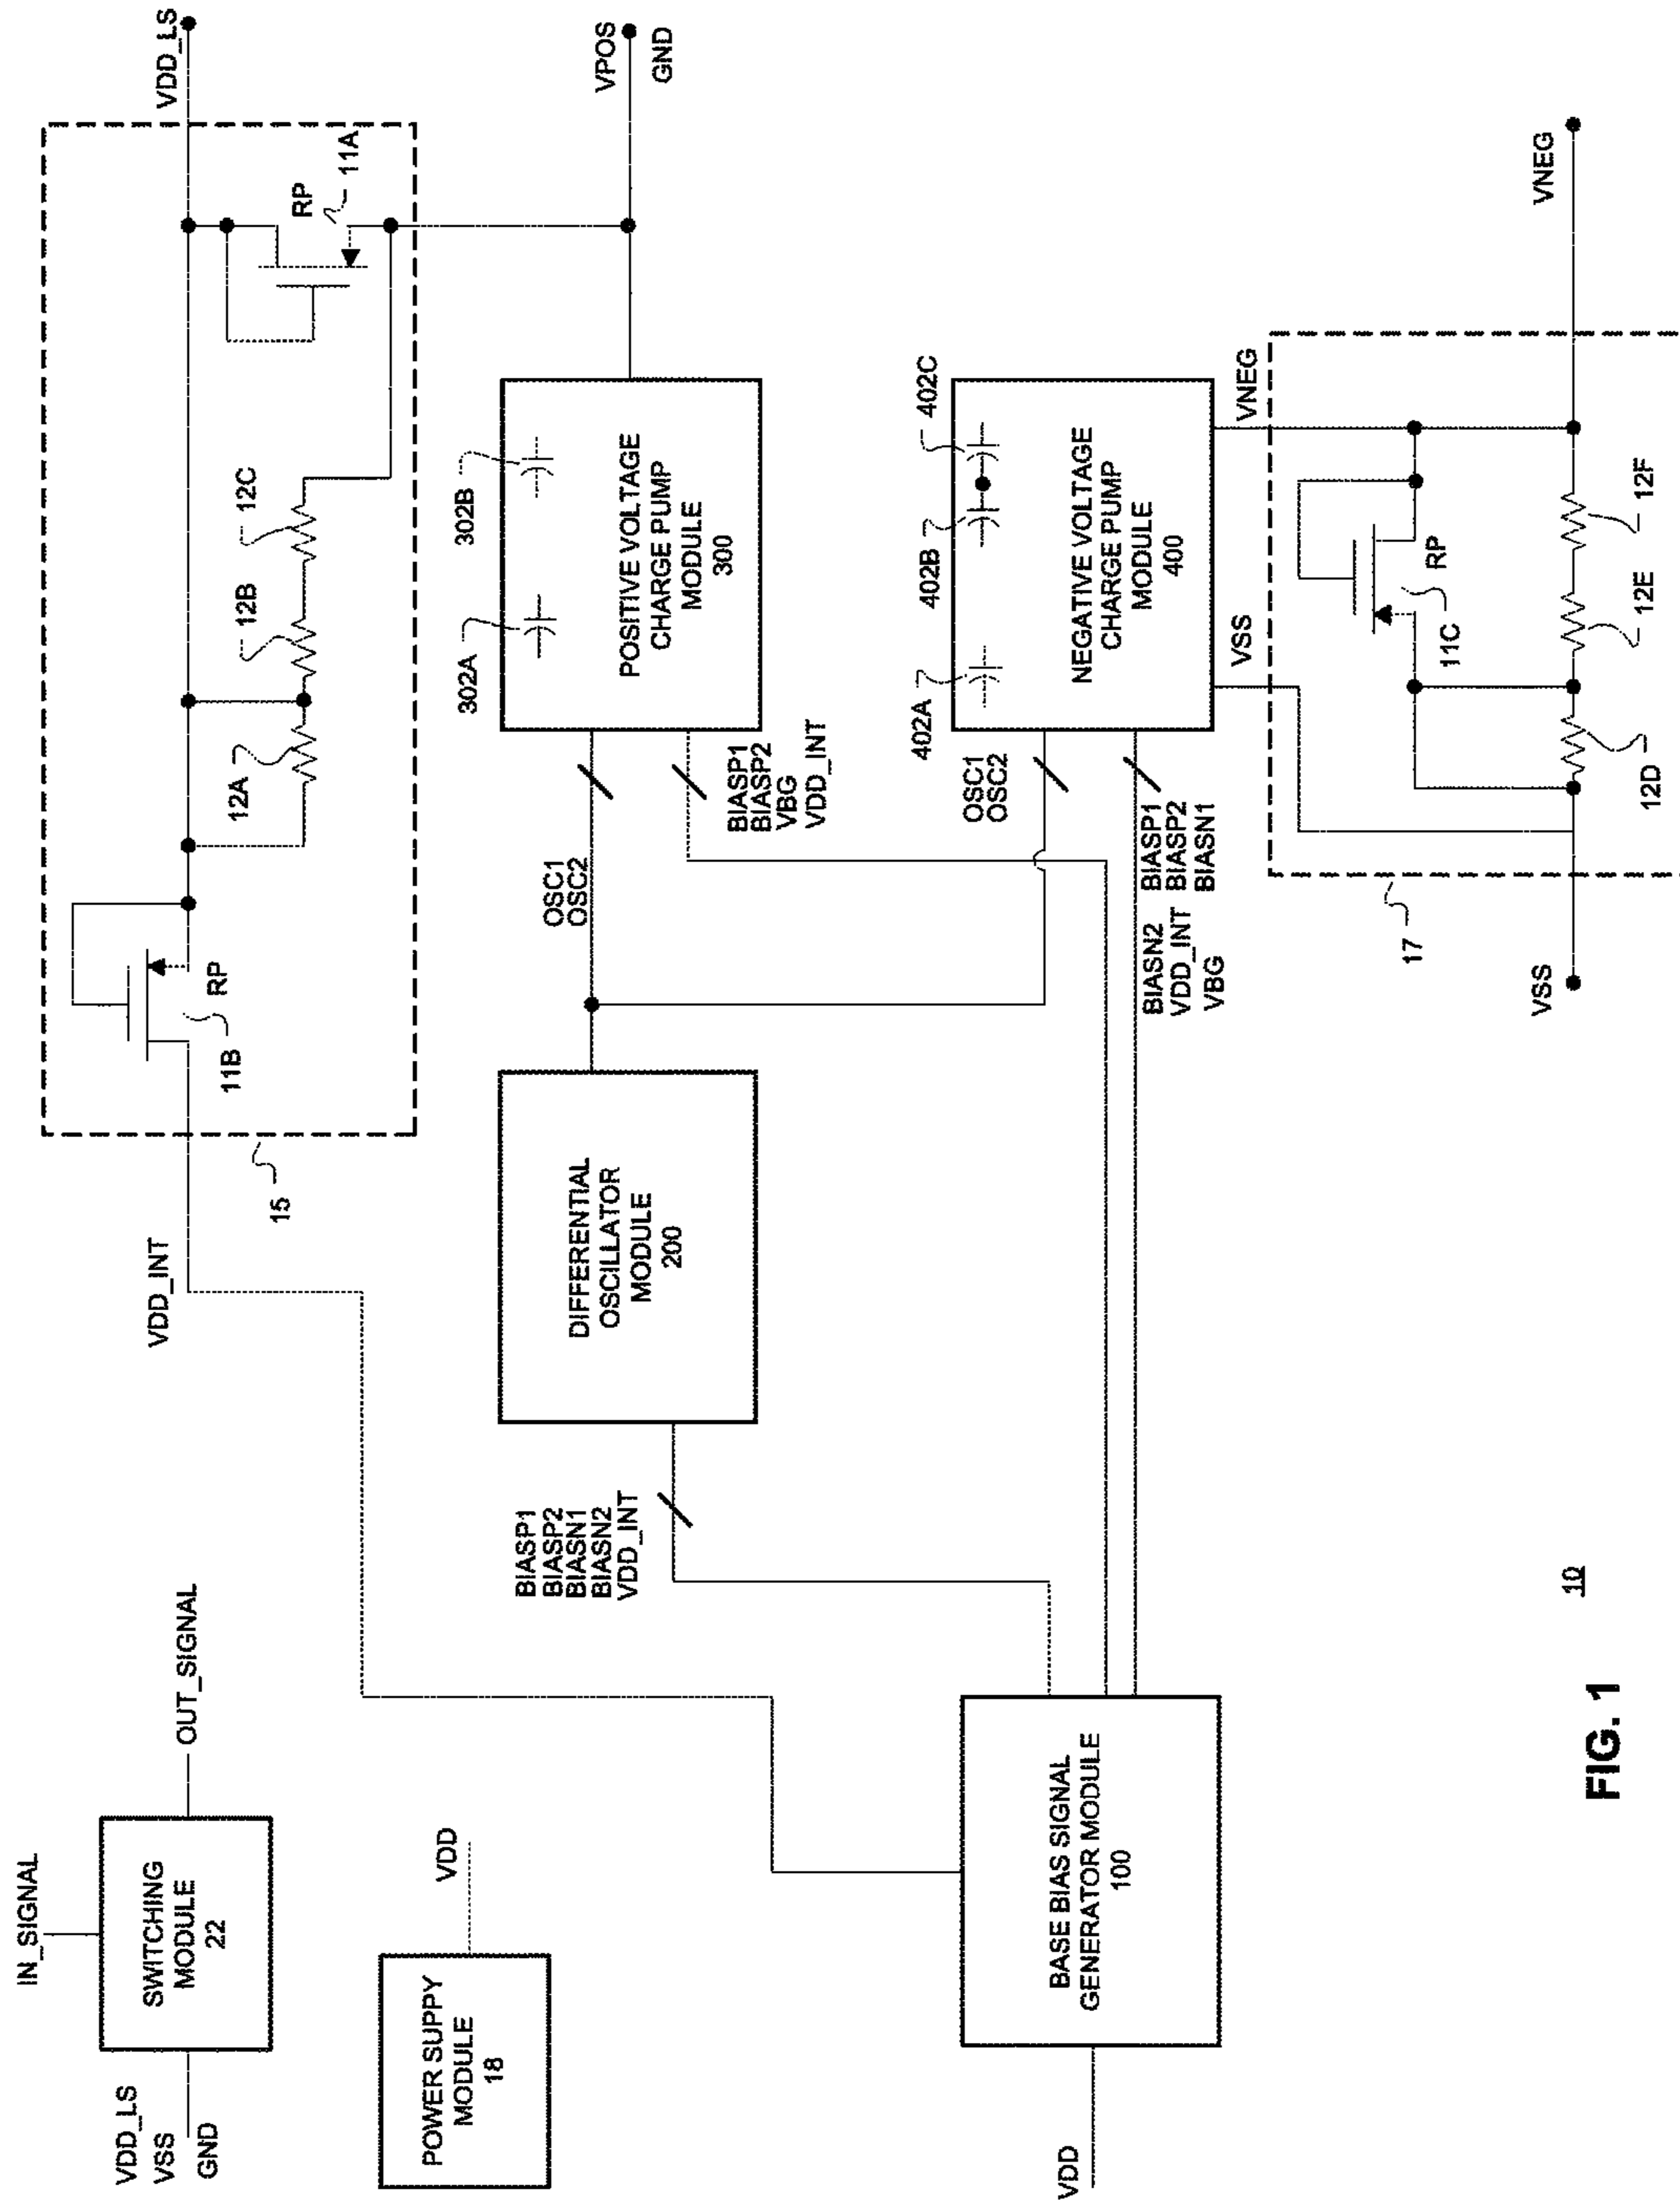 IN_SIGNAL
VDD_LS
VSS
GND
SWITCHING
MODULE
22
OUT_SIGNAL
POWER SUPPY
MODULE
18
VDD
VDD
BASE BIAS SIGNAL
GENERATOR MODULE
100
VDD_INT
BIASP1
BIASP2
BIASN1
BIASN2
VDD_INT
DIFFERENTIAL
OSCILLATOR
MODULE
200
15
11B
RP
12A
12B
12C
RP
11A
VDD_LS
OSC1
OSC2
BIASP1
BIASP2
VBG
VDD_INT
302A
302B
POSITIVE VOLTAGE
CHARGE PUMP
MODULE
300
VPOS
GND
OSC1
OSC2
BIASN2
VDD_INT
VBG
BIASP1
BIASP2
BIASN1
402A
402B
402C
NEGATIVE VOLTAGE
CHARGE PUMP
MODULE
400
VSS
VNEG
17
VSS
11C
RP
12D
12E
12F
VNEG
10
FIG. 1